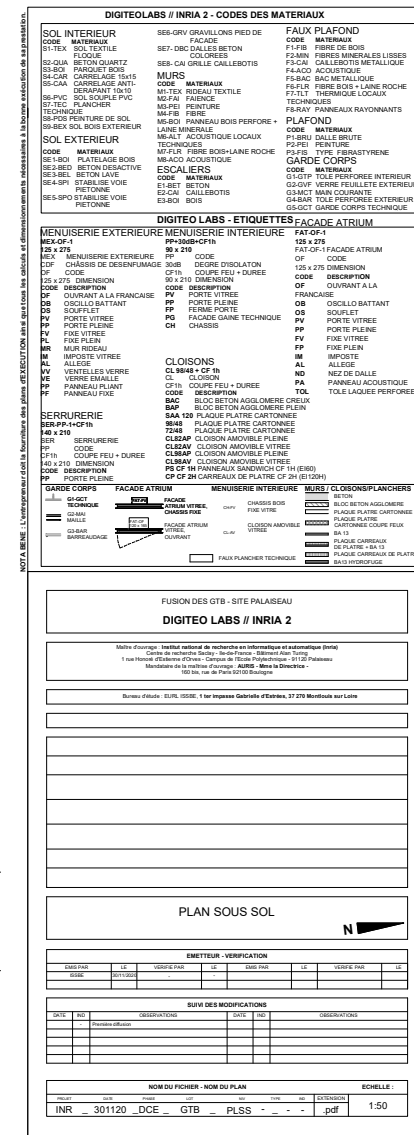 DIGITEOLABS // INRIA 2 - CODES DES MATERIAUX
SOL INTERIEUR
CODE MATERIAUX
S1-TEX SOL TEXTILE
FLOQUE
S2-QUA BETON QUARTZ
S3-BOI PARQUET BOIS
S4-CAR CARRELAGE 15x15
S5-CAA CARRELAGE ANTI-
DERAPANT 10x10
S6-PVC SOL SOUPLE PVC
S7-TEC PLANCHER
TECHNIQUE
S8-PDS PEINTURE DE SOL
S9-BEX SOL BOIS EXTERIEUR
SOL EXTERIEUR
CODE MATERIAUX
SE1-BOI PLATELAGE BOIS
SE2-BED BETON DESACTIVE
SE3-BEL BETON LAVE
SE4-SPI STABILISE VOIE
PIETONNE
SE5-SPO STABILISE VOIE
PIETONNE
SE6-GRV GRAVILLONS PIED DE
FACADE
SE7- DBC DALLES BETON
COLOREES
SE8- CAI GRILLE CAILLEBOTIS
MURS
CODE MATERIAUX
M1-TEX RIDEAU TEXTILE
M2-FAI FAIENCE
M3-PEI PEINTURE
M4-FIB FIBRE
M5-BOI PANNEAU BOIS PERFORE +
LAINE MINERALE
M6-ALT ACOUSTIQUE LOCAUX
TECHNIQUES
M7-FLR FIBRE BOIS+LAINE ROCHE
M8-ACO ACOUSTIQUE
ESCALIERS
CODE MATERIAUX
E1-BET BETON
E2-CAI CAILLEBOTIS
E3-BOI BOIS
FAUX PLAFOND
CODE MATERIAUX
F1-FIB FIBRE DE BOIS
F2-MIN FIBRES MINERALES LISSES
F3-CAI CAILLEBOTIS METALLIQUE
F4-ACO ACOUSTIQUE
F5-BAC BAC METALLIQUE
F6-FLR FIBRE BOIS + LAINE ROCHE
F7-TLT THERMIQUE LOCAUX
TECHNIQUES
F8-RAY PANNEAUX RAYONNANTS
PLAFOND
CODE MATERIAUX
P1-BRU DALLE BRUTE
P2-PEI PEINTURE
P3-FIS TYPE FIBRASTYRENE
GARDE CORPS
CODE MATERIAUX
G1-GTP TOLE PERFOREE INTERIEUR
G2-GVF VERRE FEUILLETE EXTERIEUR
G3-MCT MAIN COURANTE
G4-BAR TOLE PERFOREE EXTERIEUR
G5-GCT GARDE CORPS TECHNIQUE
DIGITEO LABS - ETIQUETTES
MENUISERIE EXTERIEURE
MEX-OF-1
125 x 275
MEX MENUISERIE EXTERIEURE
CDF CHÂSSIS DE DESENFUMAGE
OF CODE
125 x 275 DIMENSION
CODE DESCRIPTION
OF OUVRANT A LA FRANCAISE
OB OSCILLO BATTANT
OS SOUFLET
PV PORTE VITREE
PP PORTE PLEINE
FV FIXE VITREE
PL FIXE PLEIN
MR MUR RIDEAU
IM IMPOSTE VITREE
AL ALLEGE
VV VENTELLES VERRE
VE VERRE EMAILLE
PP PANNEAU PLUANT
PF PANNEAU FIXE
SERRURERIE
SER-PP-1+CF1h
140 x 210
SER SERRURERIE
PP CODE
CF1h COUPE FEU + DUREE
140 x 210 DIMENSION
CODE DESCRIPTION
PP PORTE PLEINE
MENUISERIE INTERIEURE
PP+30dB+CF1h
90 x 210
PP CODE
30dB DEGRE D'ISOLATON
CF1h COUPE FEU + DUREE
90 x 210 DIMENSION
CODE DESCRIPTION
PV PORTE VITREE
PP PORTE PLEINE
FP FERME PORTE
PG FACADE GAINE TECHNIQUE
CH CHASSIS
CLOISONS
CL 98/48 + CF 1h
CL CLOISON
CF1h COUPE FEU + DUREE
CODE DESCRIPTION
BAC BLOC BETON AGGLOMERE CREUX
BAP BLOC BETON AGGLOMERE PLEIN
SAA 120 PLAQUE PLATRE CARTONNEE
98/48 PLAQUE PLATRE CARTONNEE
72/48 PLAQUE PLATRE CARTONNEE
CL82AP CLOISON AMOVIBLE PLEINE
CL82AV CLOISON AMOVIBLE VITREE
CL98AP CLOISON AMOVIBLE PLEINE
CL98AV CLOISON AMOVIBLE VITREE
PS CF 1H PANNEAUX SANDWICH CF 1H (EI60)
CP CF 2H CARREAUX DE PLATRE CF 2H (EI120H)
FACADE ATRIUM
FAT-OF-1
125 x 275
FAT-OF-1 FACADE ATRIUM
OF CODE
125 x 275 DIMENSION
CODE DESCRIPTION
OF OUVRANT A LA
FRANCAISE
OB OSCILLO BATTANT
OS SOUFLET
PV PORTE VITREE
PP PORTE PLEINE
FV FIXE VITREE
FP FIXE PLEIN
IM IMPOSTE
AL ALLEGE
ND NEZ DE DALLE
PA PANNEAU ACOUSTIQUE
TOL TOLE LAQUEE PERFOREE
GARDE CORPS
G1-GCT
TECHNIQUE
G2-MAI
MAILLE
G3-BAR
BARREAUDAGE
FACADE ATRIUM
FACADE
ATRIUM VITREE,
CHASSIS FIXE
FACADE ATRIUM
VITREE,
OUVRANT
MENUISERIE INTERIEURE
CHASSIS BOIS
FIXE VITRE
CLOISON AMOVIBLE
VITREE
FAUX PLANCHER TECHNIQUE
MURS / CLOISONS/PLANCHERS
BETON
BLOC BETON AGGLOMERE
PLAQUE PLATRE CARTONNEE
PLAQUE PLATRE
CARTONNEE COUPE FEUX
BA 13
PLAQUE CARREAUX
DE PLATRE + BA 13
PLAQUE CARREAUX DE PLATRE
BA13 HYDROFUGE
NOTA BENE : L'entrepreneur doit la fourniture des plans d'EXECUTION ainsi que tous les calculs et dimensionnements nécessaires à la bonne exécution de sa prestation.
FUSION DES GTB - SITE PALAISEAU
DIGITEO LABS // INRIA 2
Maître d'ouvrage : Institut national de recherche en informatique et automatique (Inria)
Centre de recherche Saclay - Ile-de-France - Bâtiment Alan Turing
1 rue Honoré d'Estienne d'Orves - Campus de l'Ecole Polytechnique - 91120 Palaiseau
Mandataire de la maîtrise d'ouvrage : AURIS, - Mme la Directrice -
160 bis, rue de Paris 92100 Boulogne
Bureau d'étude : EURL ISSBE, 1 ter impasse Gabrielle d'Estrées, 37 270 Montlouis sur Loire
PLAN SOUS SOL
N
EMETTEUR - VERIFICATION
EMIS PAR LE VERIFIE PAR LE EMIS PAR LE VERIFIE PAR LE
ISSBE 30/11/2020 - -
SUIVI DES MODIFICATIONS
DATE IND OBSERVATIONS DATE IND OBSERVATIONS
- Première diffusion
NOM DU FICHIER - NOM DU PLAN ECHELLE :
PROJET DATE PHASE LOT NIV TYPE IND EXTENSION
INR _ 301120 _DCE _ GTB _ PLSS - _ - - .pdf 1:50